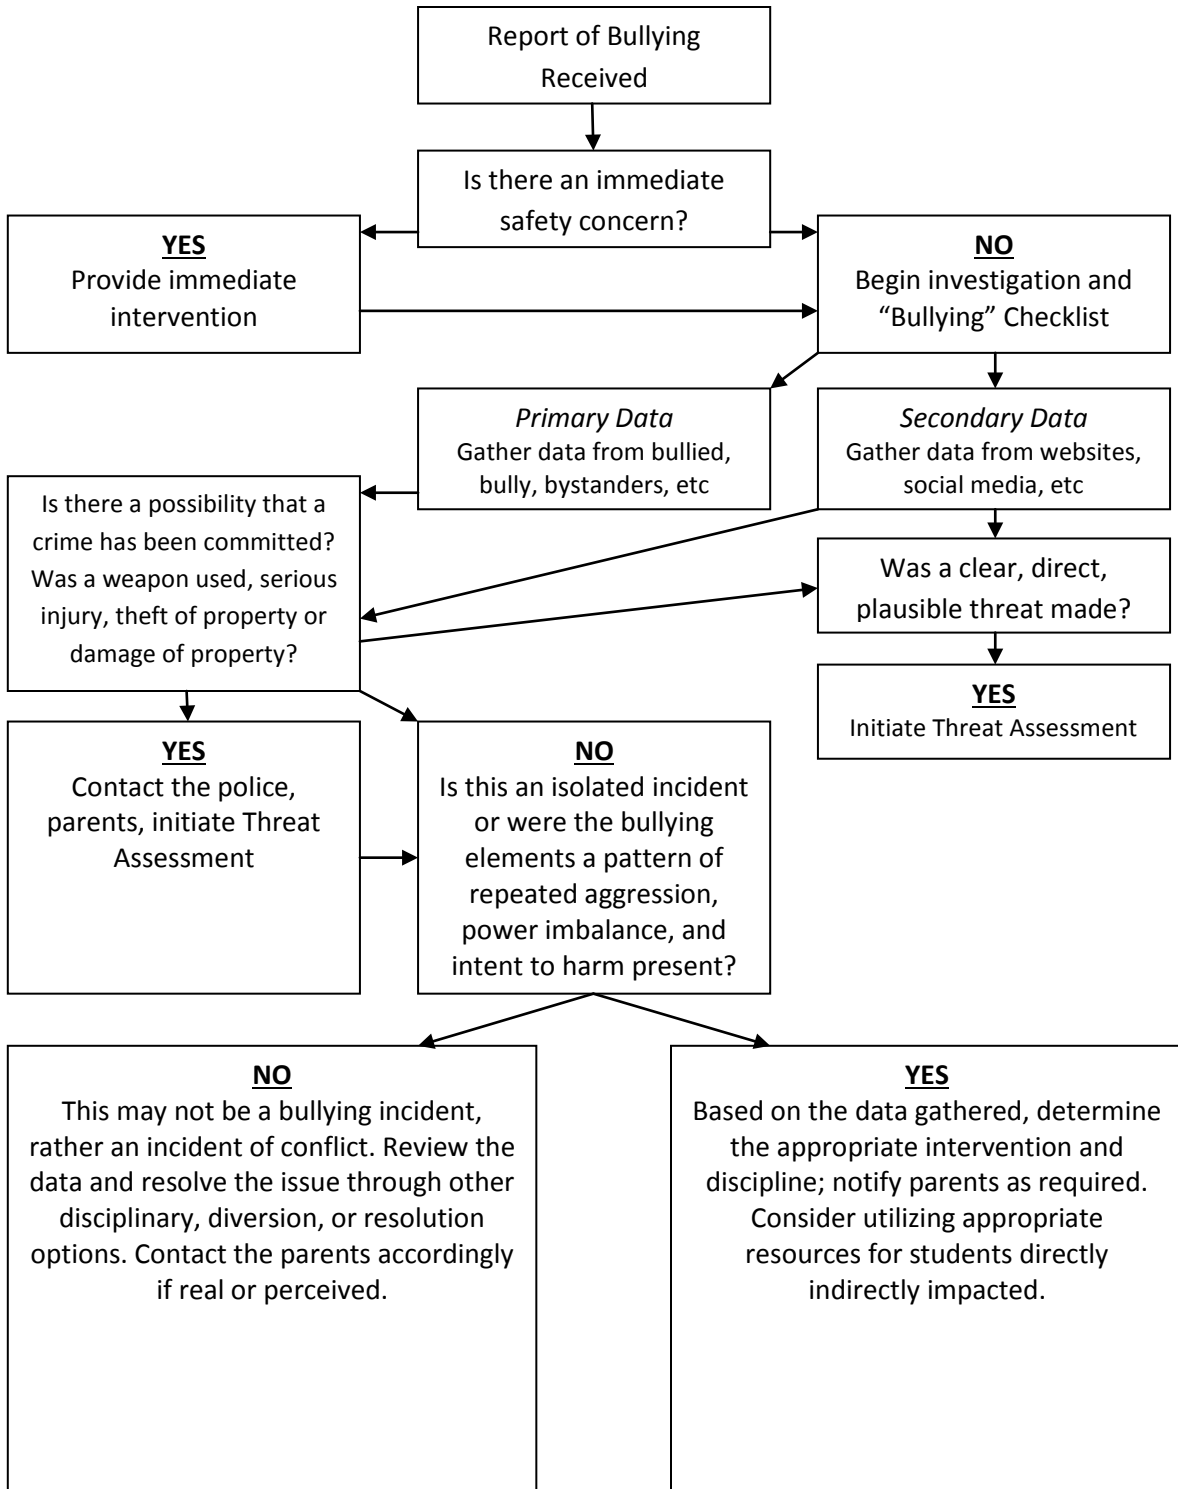 Report of Bullying
Received
Is there an immediate
safety concern?
YES
Provide immediate
intervention
NO
Begin investigation and
“Bullying” Checklist
Primary Data
Gather data from bullied,
bully, bystanders, etc
Secondary Data
Gather data from websites,
social media, etc
Is there a possibility that a
crime has been committed?
Was a weapon used, serious
injury, theft of property or
damage of property?
Was a clear, direct,
plausible threat made?
YES
Initiate Threat Assessment
YES
Contact the police,
parents, initiate Threat
Assessment
NO
Is this an isolated incident
or were the bullying
elements a pattern of
repeated aggression,
power imbalance, and
intent to harm present?
NO
This may not be a bullying incident,
rather an incident of conflict. Review the
data and resolve the issue through other
disciplinary, diversion, or resolution
options. Contact the parents accordingly
if real or perceived.
YES
Based on the data gathered, determine
the appropriate intervention and
discipline; notify parents as required.
Consider utilizing appropriate
resources for students directly
indirectly impacted.